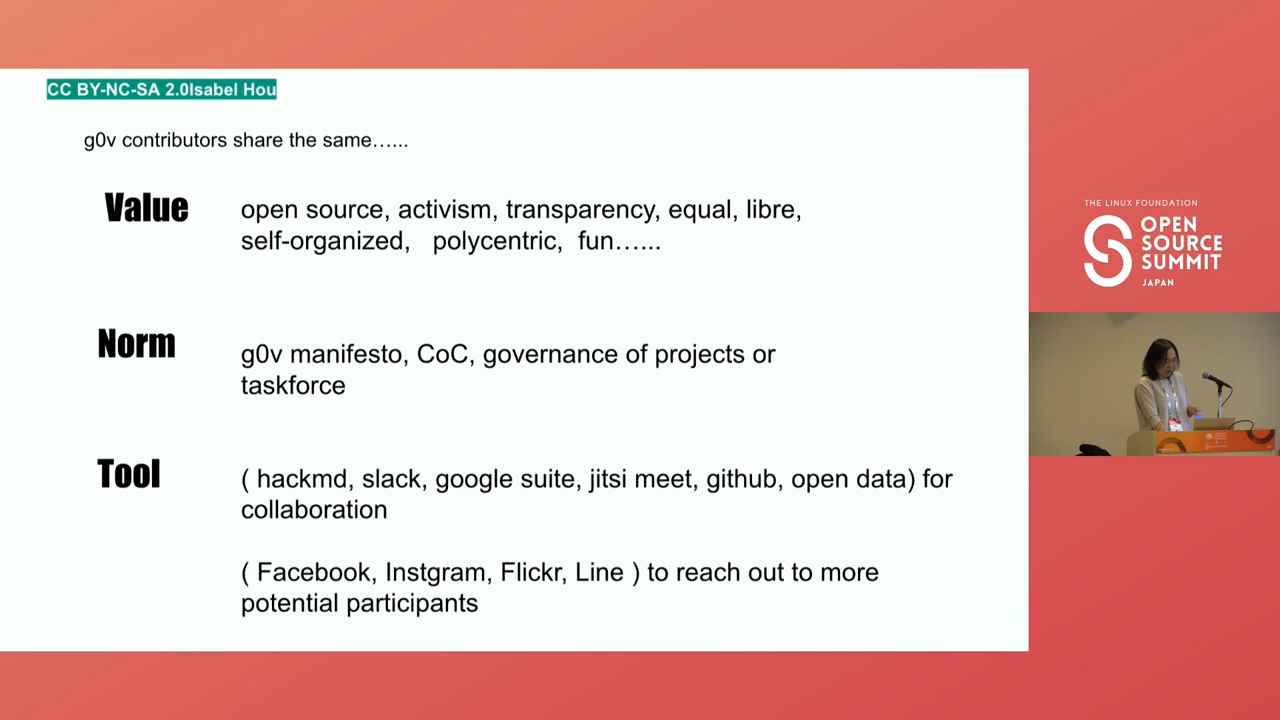 CC BY-NC-SA 2.0Isabel Hou
g0v contributors share the same…...
Value
open source, activism, transparency, equal, libre,
self-organized, polycentric, fun…...
Norm
g0v manifesto, CoC, governance of projects or
taskforce
Tool
( hackmd, slack, google suite, jitsi meet, github, open data) for
collaboration
( Facebook, Instgram, Flickr, Line ) to reach out to more
potential participants
THE LINUX FOUNDATION
OPEN
SOURCE
SUMMIT
JAPAN